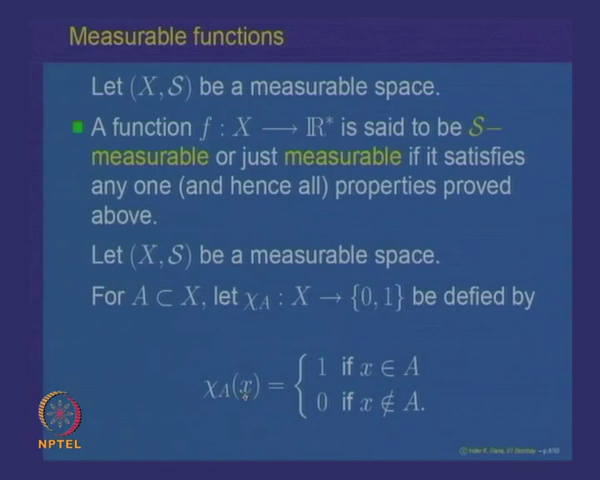 Measurable functions
Let (X, S) be a measurable space.
A function f : X ⟶ ℝ* is said to be S−
measurable or just measurable if it satisfies
any one (and hence all) properties proved
above.
Let (X, S) be a measurable space.
For A ⊂ X, let χ_A : X → {0, 1} be defied by
χ_A(x) = { 1 if x ∈ A
0 if x ∉ A.
NPTEL
© Inder K. Rana, IIT Bombay – p.